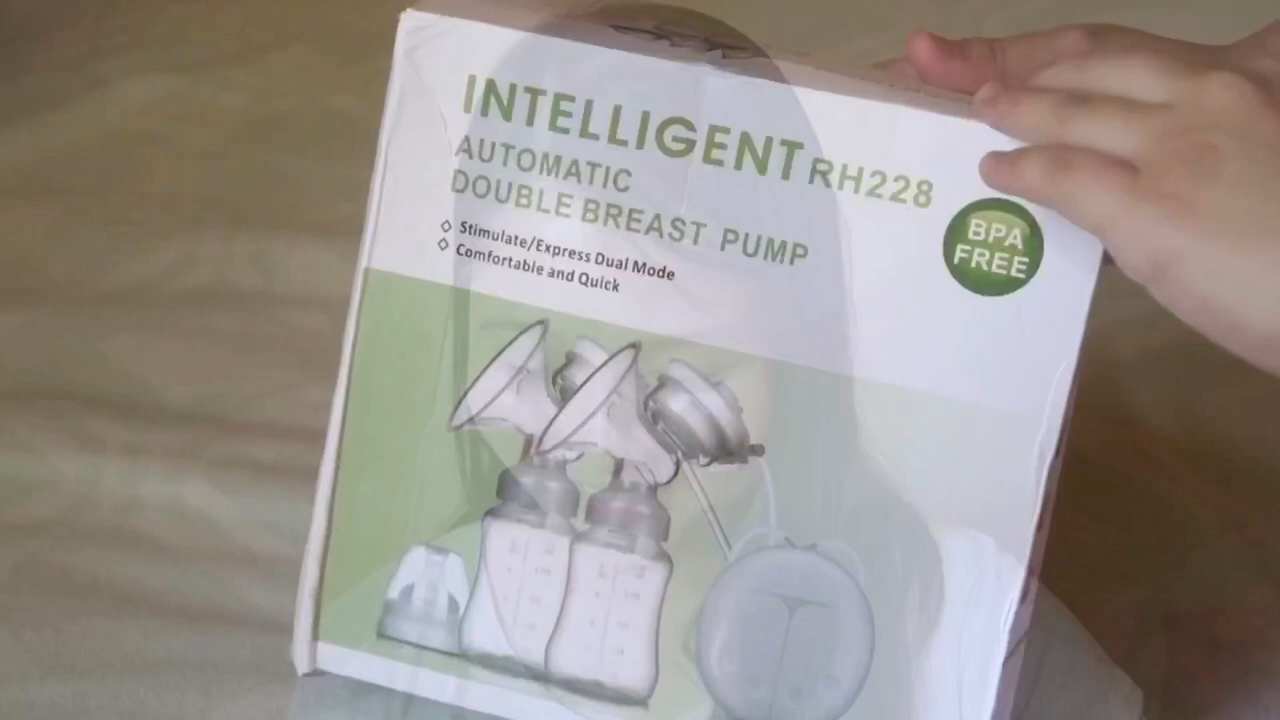 INTELLIGENT RH228
AUTOMATIC
DOUBLE BREAST PUMP
BPA
FREE
◇ Stimulate/Express Dual Mode
◇ Comfortable and Quick